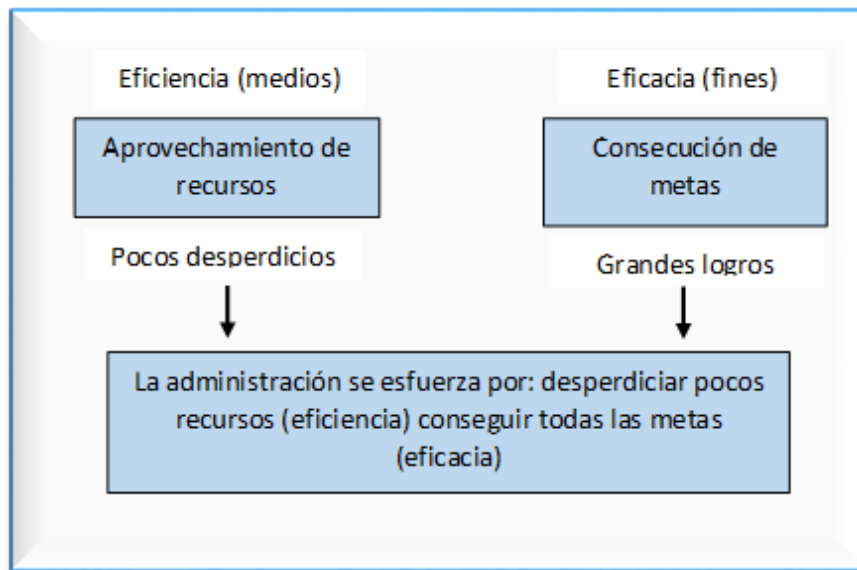 Eficiencia (medios)
Eficacia (fines)
Aprovechamiento de
recursos
Consecución de
metas
Pocos desperdicios
Grandes logros
La administración se esfuerza por: desperdiciar pocos
recursos (eficiencia) conseguir todas las metas
(eficacia)